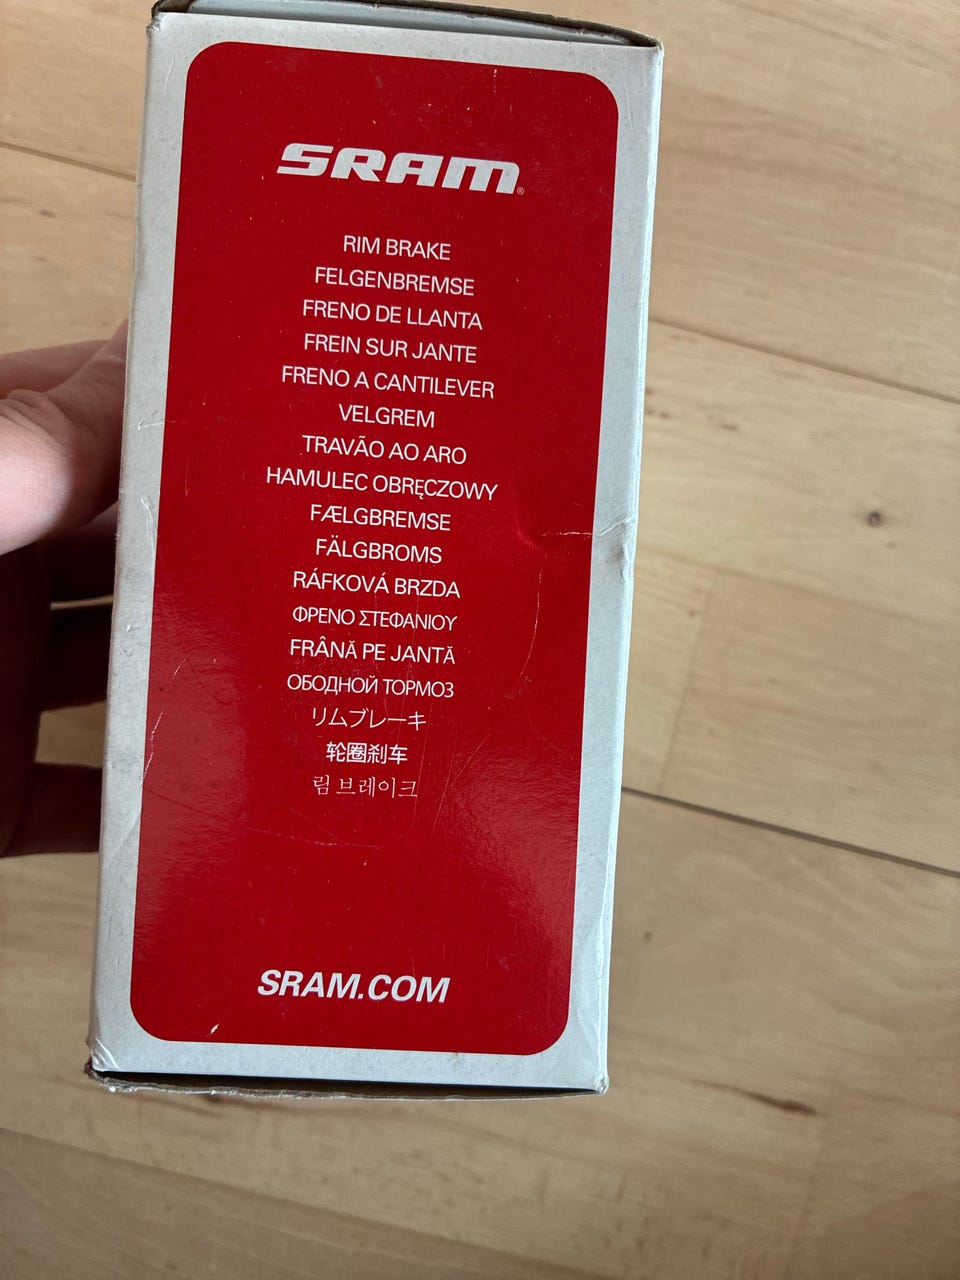 SRAM®
RIM BRAKE
FELGENBREMSE
FRENO DE LLANTA
FREIN SUR JANTE
FRENO A CANTILEVER
VELGREM
TRAVÃO AO ARO
HAMULEC OBRĘCZOWY
FÆLGBREMSE
FÄLGBROMS
RÁFKOVÁ BRZDA
ΦΡΕΝΟ ΣΤΕΦΑΝΙΟΥ
FRÂNĂ PE JANTĂ
ОБОДНОЙ ТОРМОЗ
リムブレーキ
轮圈刹车
림 브레이크
SRAM.COM